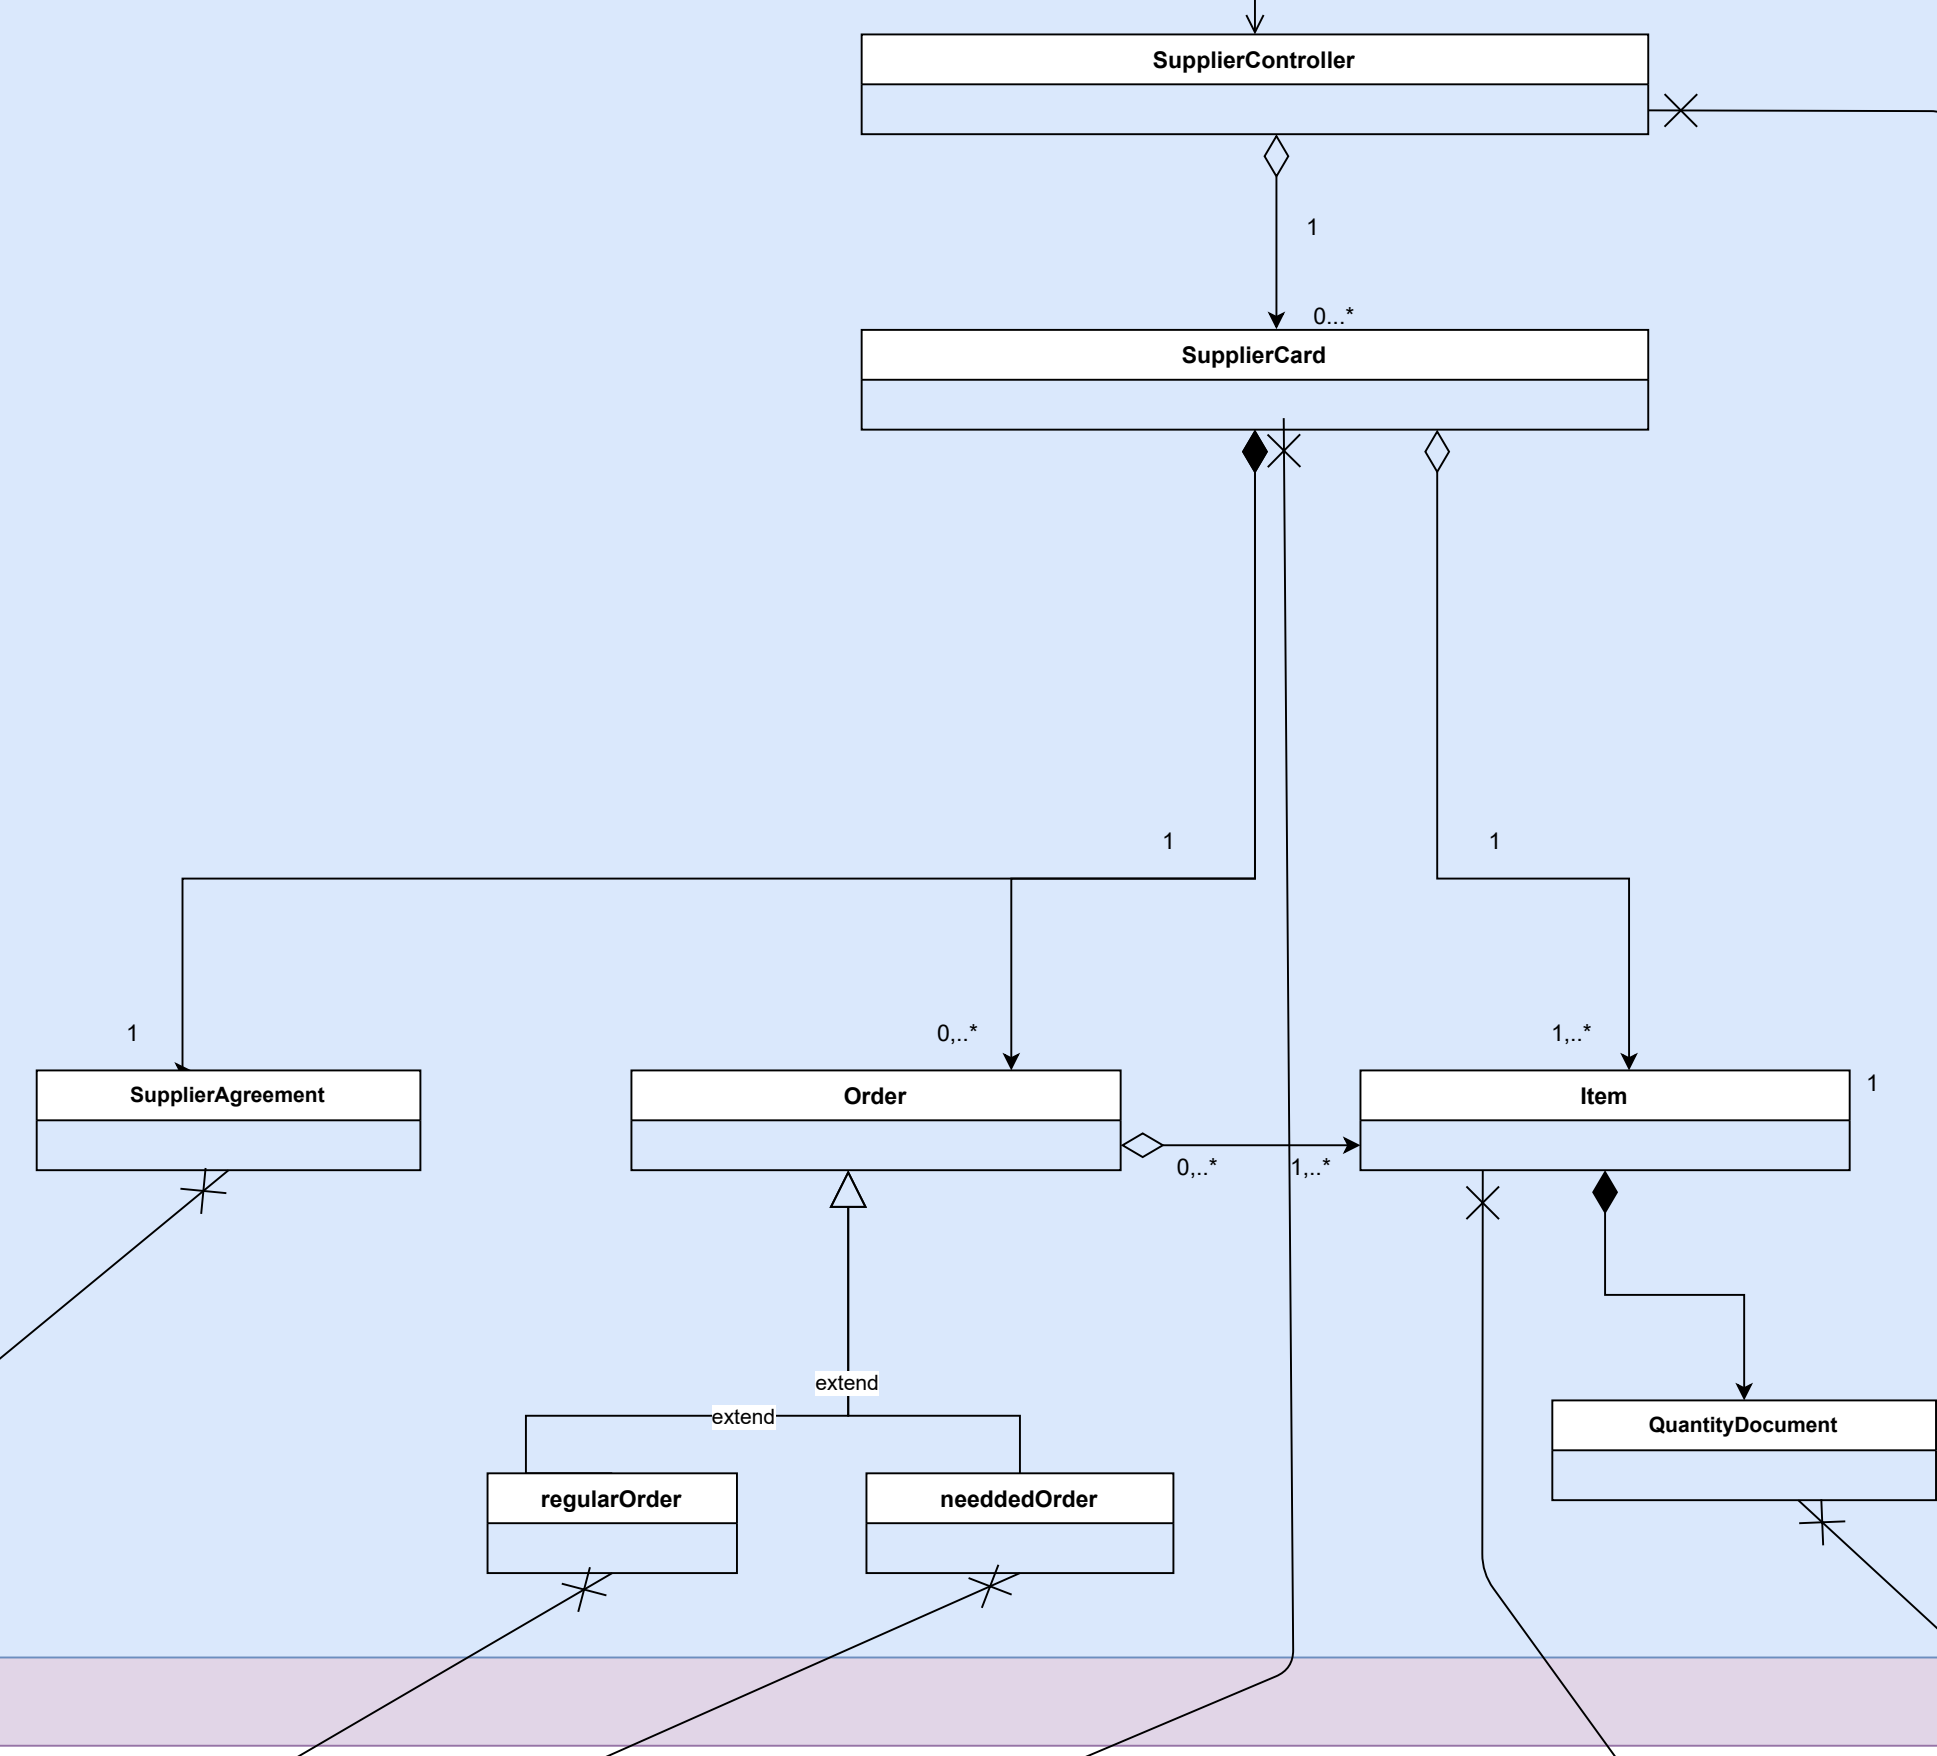 SupplierController
1
0...*
SupplierCard
1
1
1
0,..*
1,..*
SupplierAgreement
Order
Item
1
0,..*
1,..*
extend
extend
regularOrder
needdedOrder
QuantityDocument